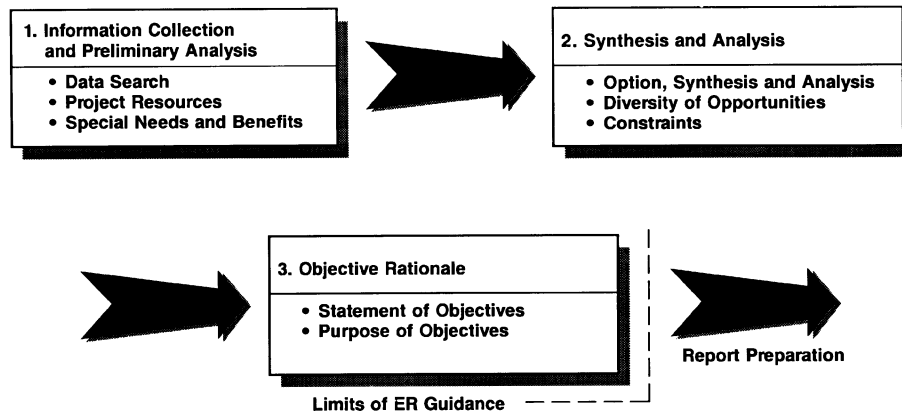 1. Information Collection
and Preliminary Analysis
• Data Search
• Project Resources
• Special Needs and Benefits
2. Synthesis and Analysis
• Option, Synthesis and Analysis
• Diversity of Opportunities
• Constraints
3. Objective Rationale
• Statement of Objectives
• Purpose of Objectives
Report Preparation
Limits of ER Guidance